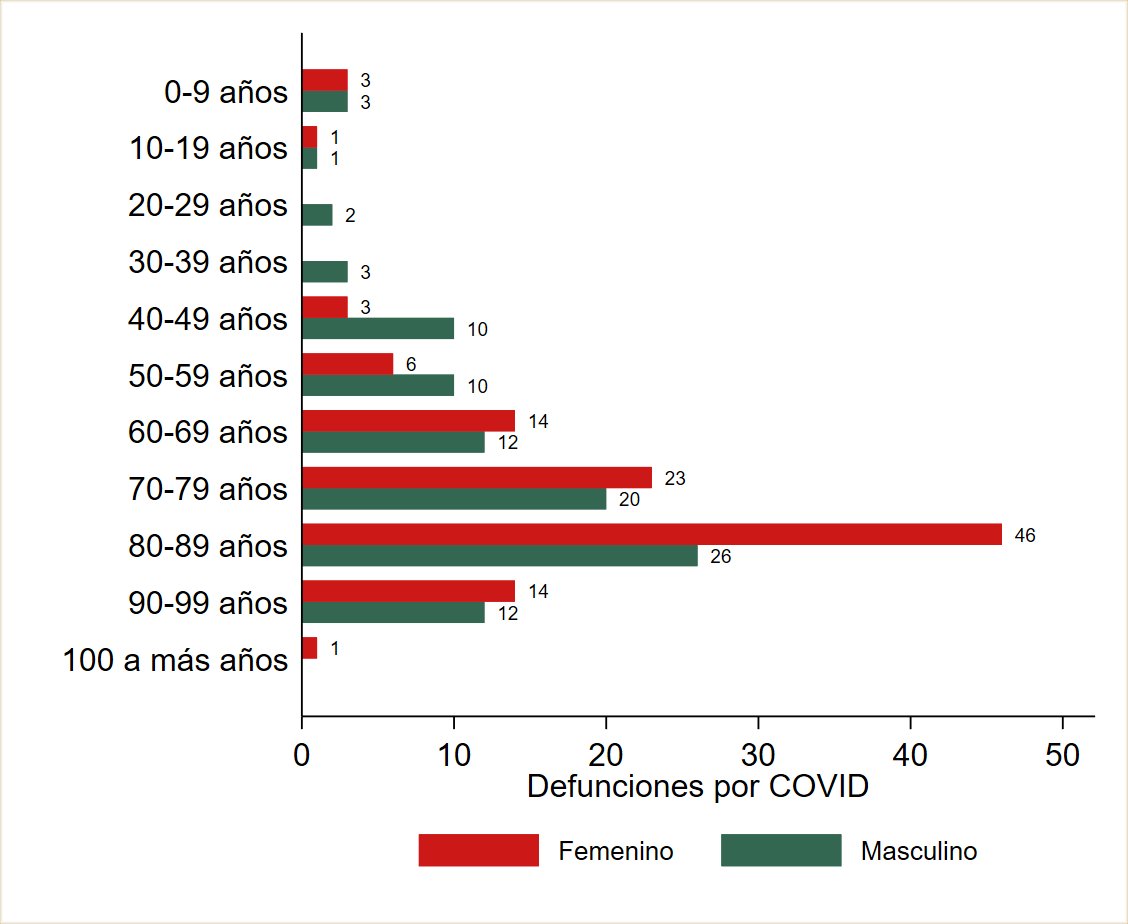 0-9 años
3
3
10-19 años
1
1
20-29 años
2
30-39 años
3
40-49 años
3
10
50-59 años
6
10
60-69 años
14
12
70-79 años
23
20
80-89 años
46
26
90-99 años
14
12
100 a más años
1
0 10 20 30 40 50
Defunciones por COVID
Femenino Masculino